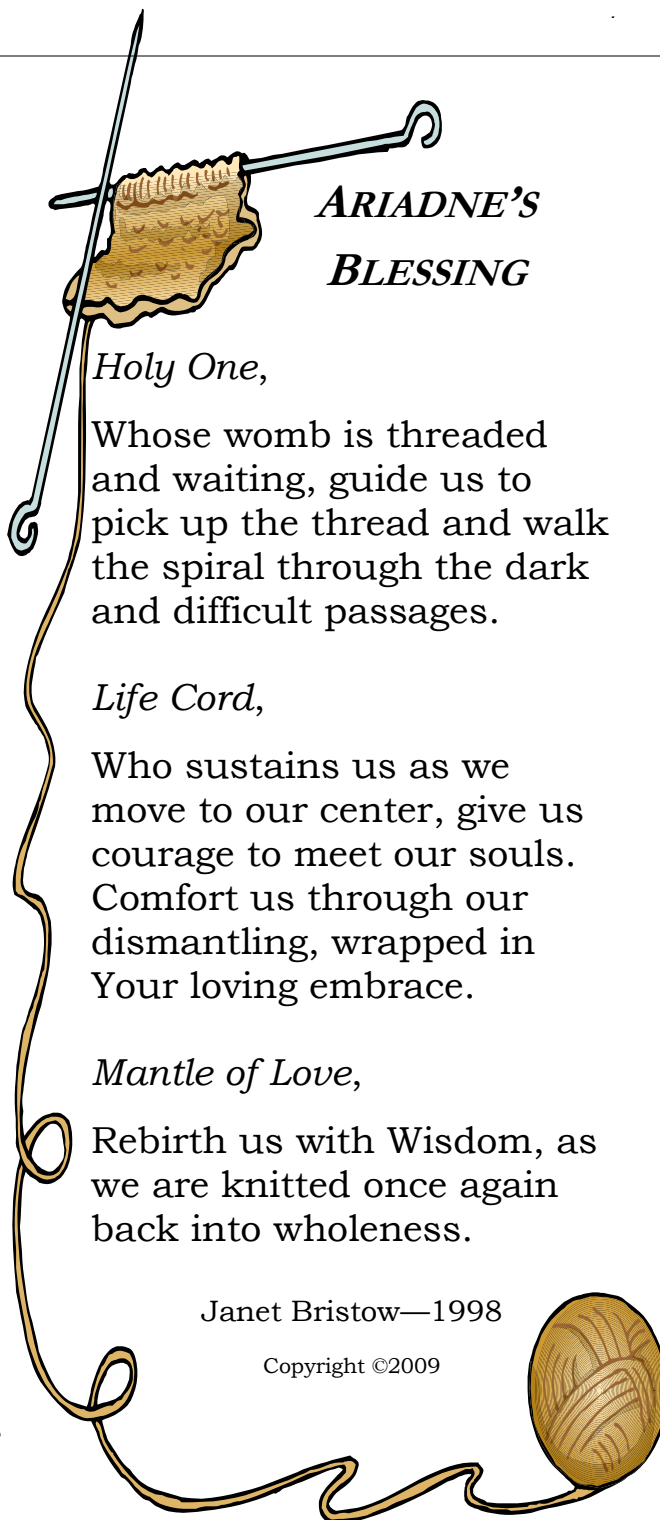 ARIADNE'S
BLESSING
Holy One,
Whose womb is threaded
and waiting, guide us to
pick up the thread and walk
the spiral through the dark
and difficult passages.
Life Cord,
Who sustains us as we
move to our center, give us
courage to meet our souls.
Comfort us through our
dismantling, wrapped in
Your loving embrace.
Mantle of Love,
Rebirth us with Wisdom, as
we are knitted once again
back into wholeness.
Janet Bristow—1998
Copyright ©2009